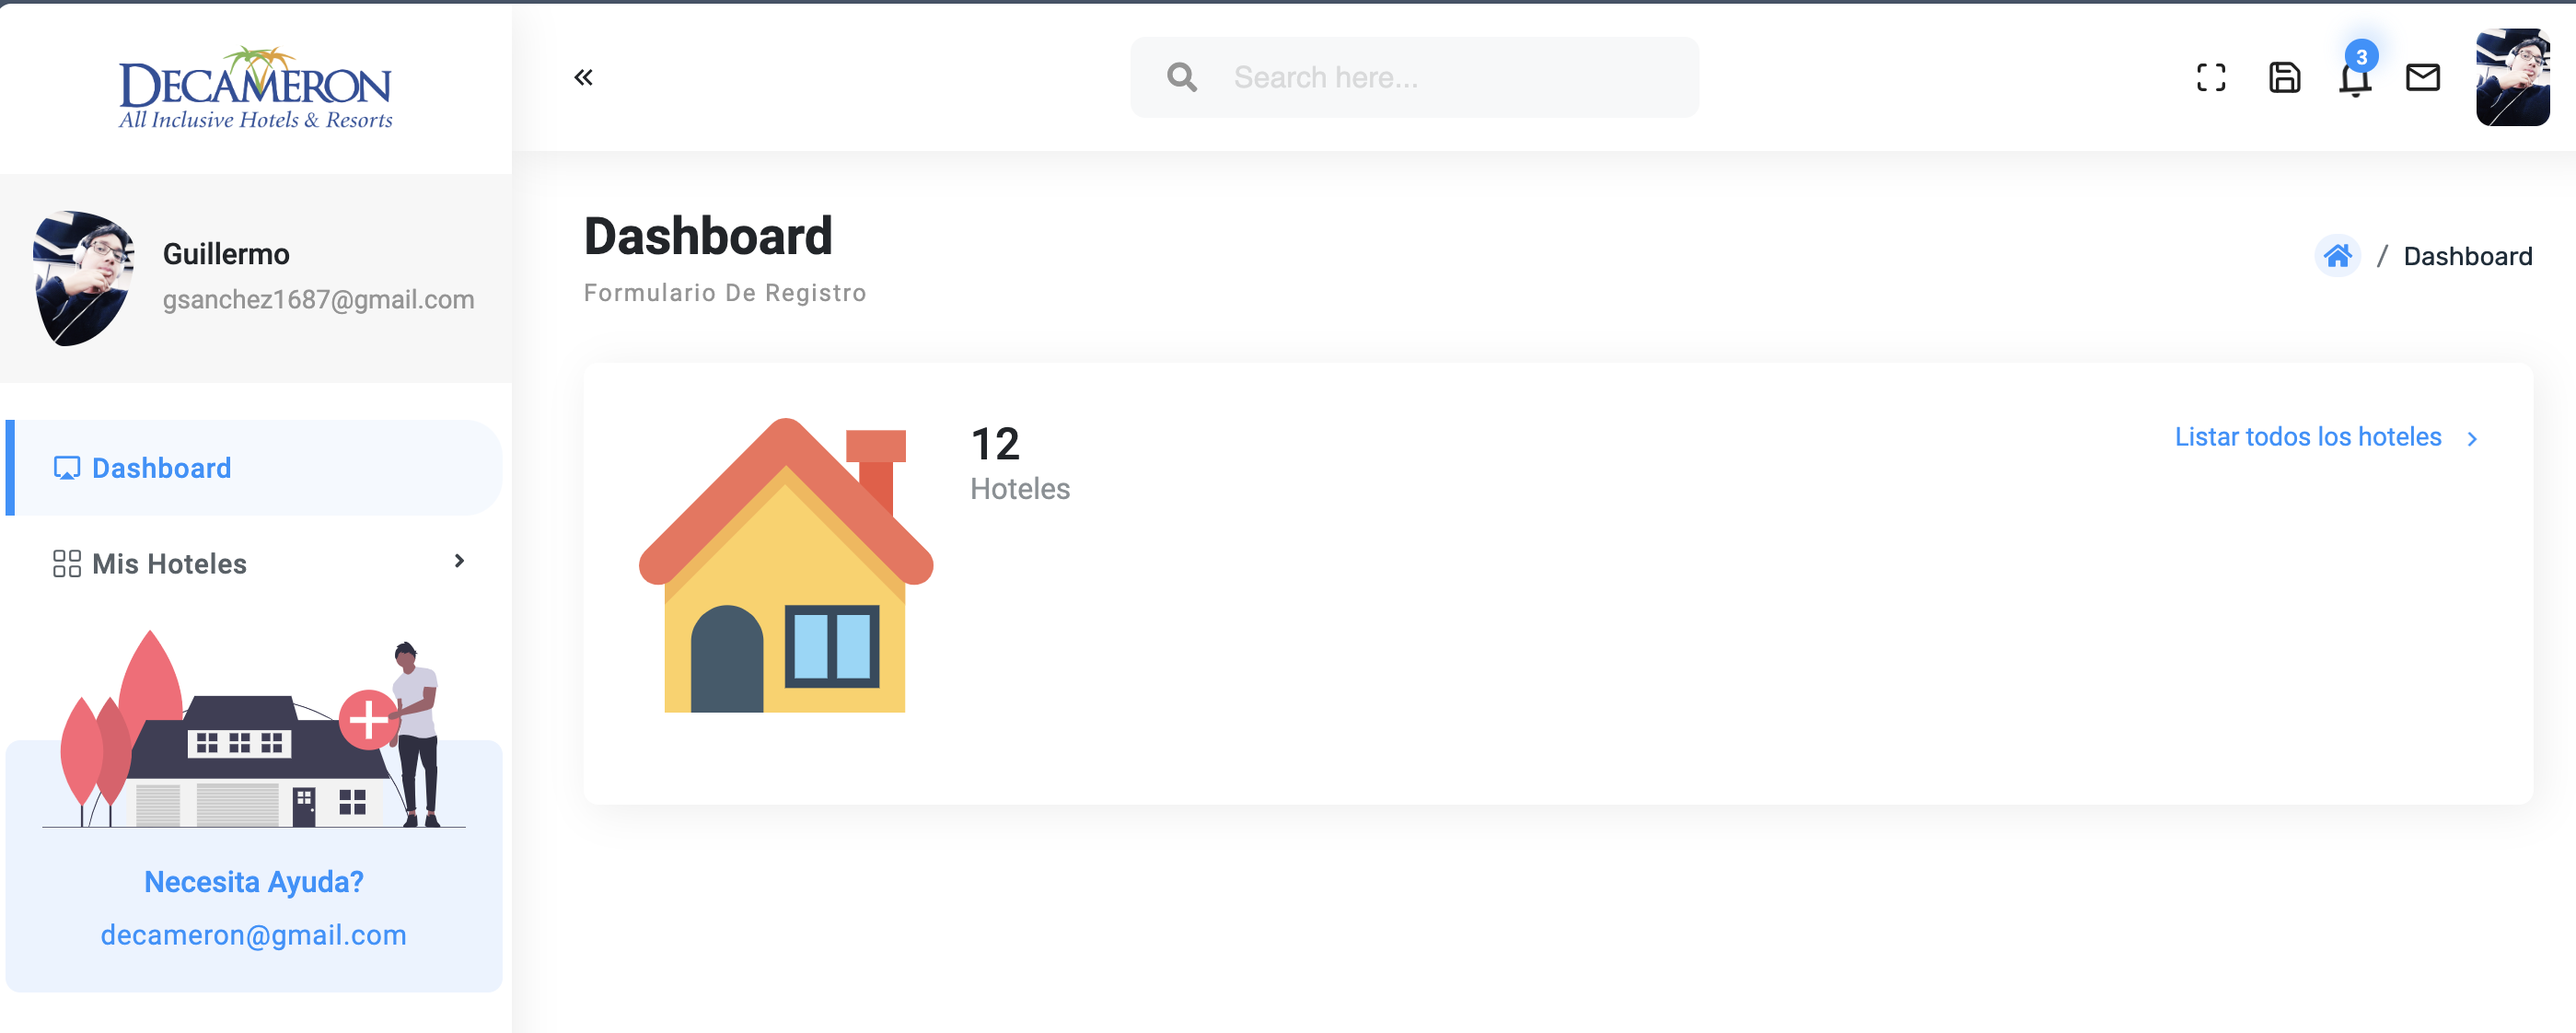 DECAMERON
All Inclusive Hotels & Resorts
Search here...
3
Guillermo
gsanchez1687@gmail.com
Dashboard
Mis Hoteles
Necesita Ayuda?
decameron@gmail.com
Dashboard
Formulario De Registro
/ Dashboard
12
Hoteles
Listar todos los hoteles